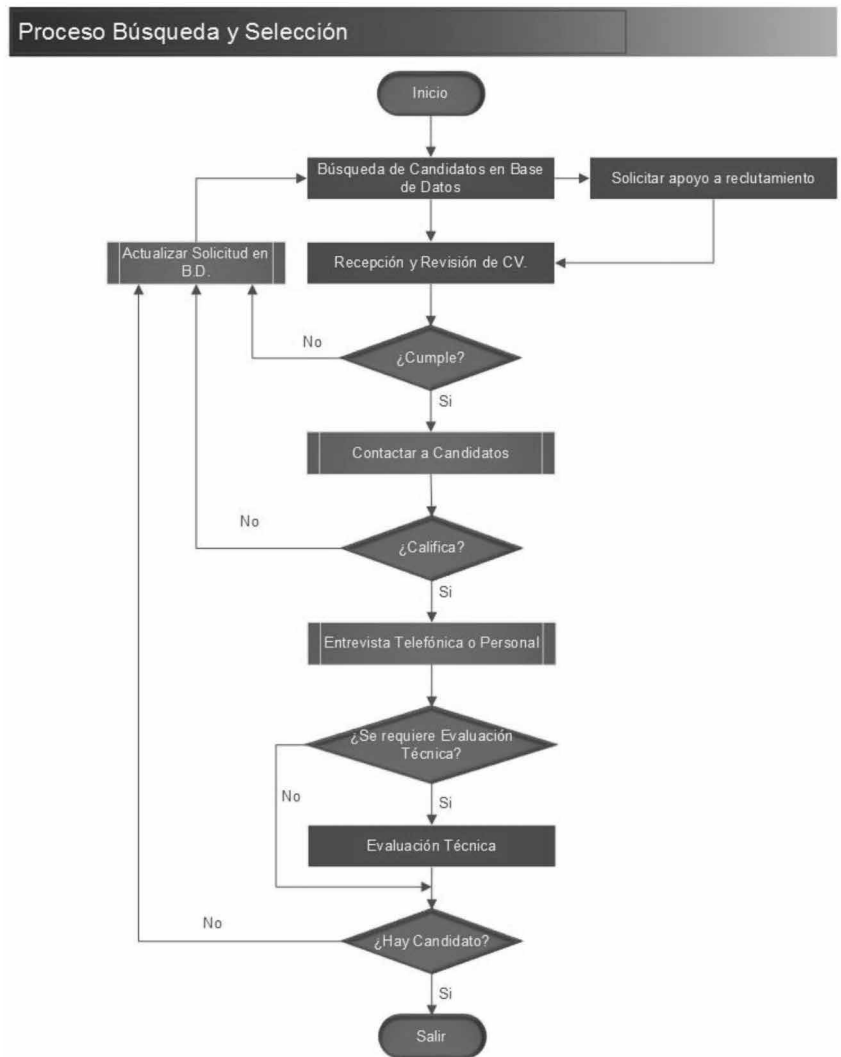 Proceso Búsqueda y Selección
Inicio
Búsqueda de Candidatos en Base
de Datos
Solicitar apoyo a reclutamiento
Actualizar Solicitud en
B.D.
Recepción y Revisión de CV.
No
¿Cumple?
Si
Contactar a Candidatos
No
¿Califica?
Si
Entrevista Telefónica o Personal
¿Se requiere Evaluación
Técnica?
No
Si
Evaluación Técnica
No
¿Hay Candidato?
Si
Salir